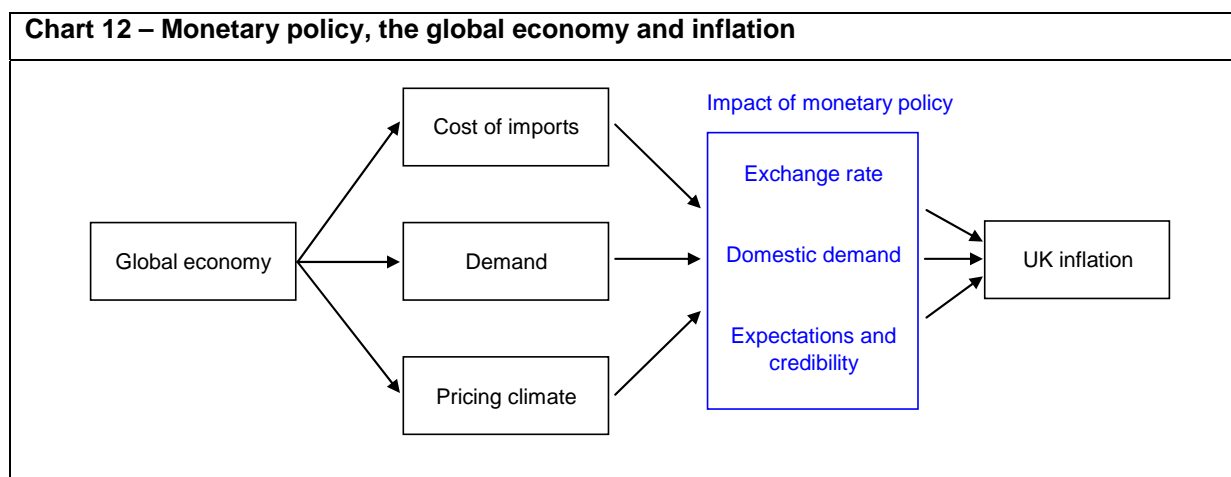 Chart 12 – Monetary policy, the global economy and inflation
Impact of monetary policy
Cost of imports
Exchange rate
Global economy
Demand
Domestic demand
UK inflation
Expectations and
credibility
Pricing climate